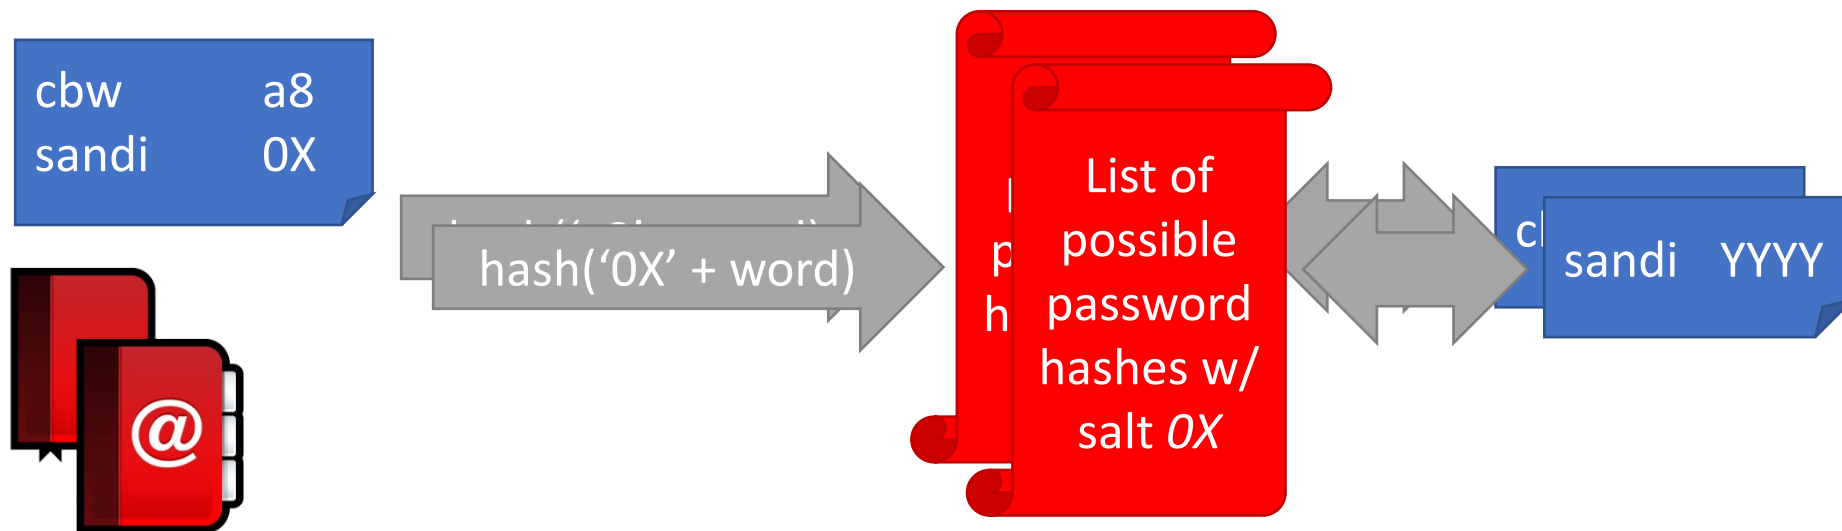 cbw a8
sandi 0X
hash(‘0X’ + word)
List of
possible
password
hashes w/
salt 0X
sandi YYYY
@